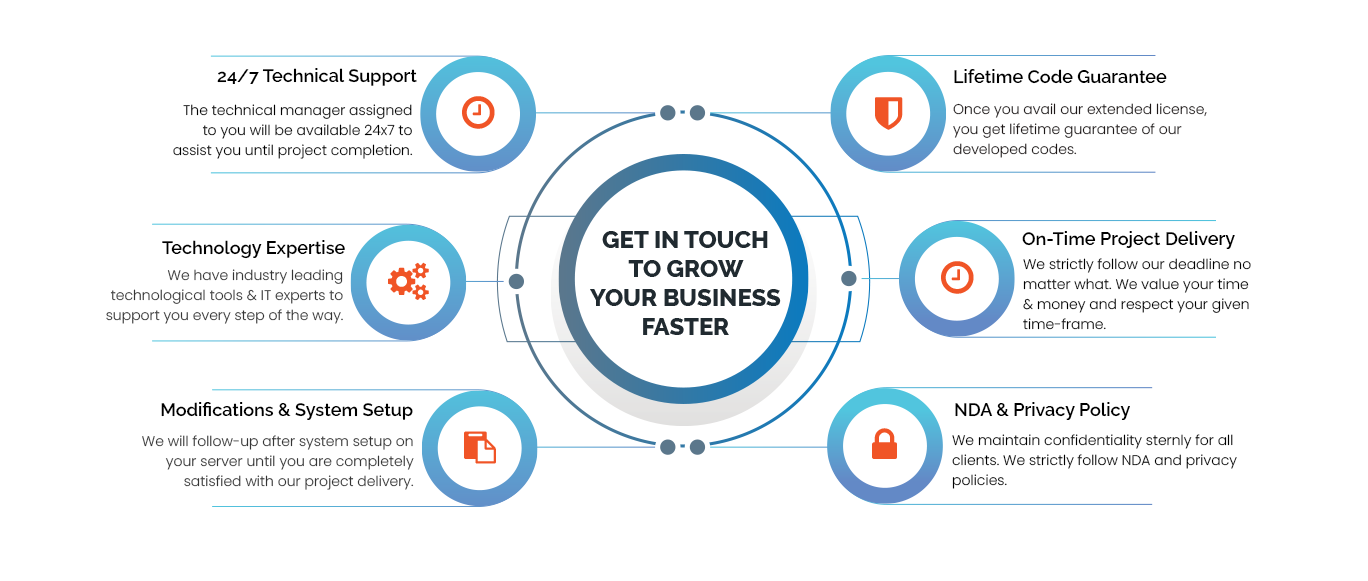 24/7 Technical Support
The technical manager assigned
to you will be available 24x7 to
assist you until project completion.
Technology Expertise
We have industry leading
technological tools & IT experts to
support you every step of the way.
Modifications & System Setup
We will follow-up after system setup on
your server until you are completely
satisfied with our project delivery.
GET IN TOUCH
TO GROW
YOUR BUSINESS
FASTER
Lifetime Code Guarantee
Once you avail our extended license,
you get lifetime guarantee of our
developed codes.
On-Time Project Delivery
We strictly follow our deadline no
matter what. We value your time
& money and respect your given
time-frame.
NDA & Privacy Policy
We maintain confidentiality sternly for all
clients. We strictly follow NDA and privacy
policies.